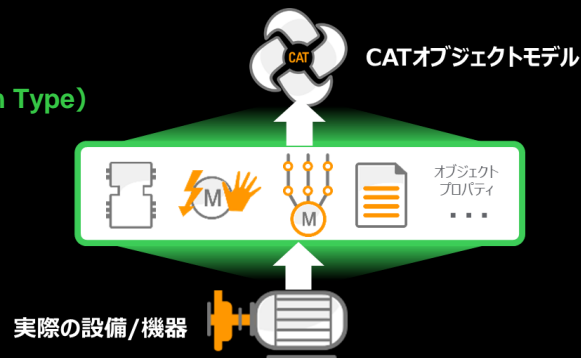 CAT
CATオブジェクトモデル
n Type）
M
M
オブジェクト
プロパティ
...
実際の設備/機器